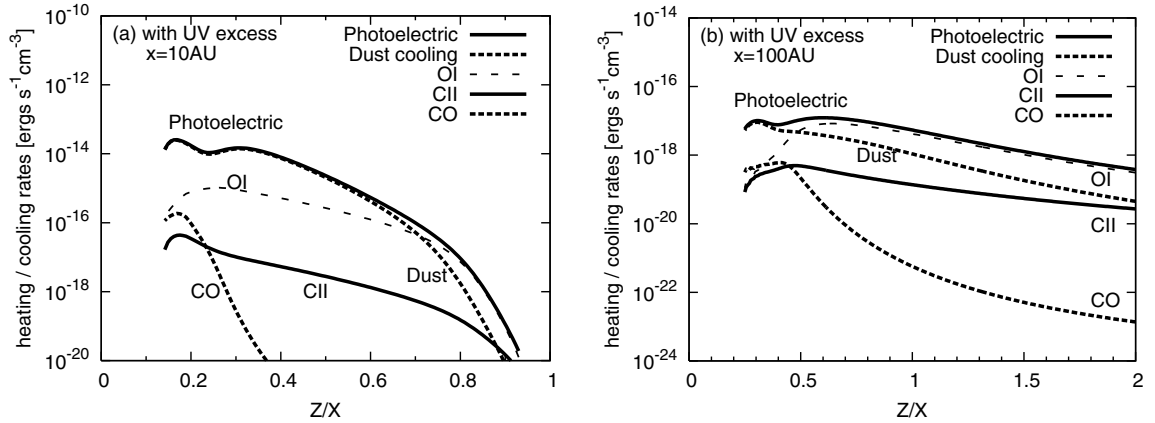 10⁻¹⁰
10⁻¹²
10⁻¹⁴
10⁻¹⁶
10⁻¹⁸
10⁻²⁰
heating / cooling rates [ergs s⁻¹cm⁻³]
(a) with UV excess
x=10AU
Photoelectric
Dust cooling
OI
CII
CO
Photoelectric
OI
Dust
CO
CII
0 0.2 0.4 0.6 0.8 1
Z/X
10⁻¹⁴
10⁻¹⁶
10⁻¹⁸
10⁻²⁰
10⁻²²
10⁻²⁴
heating / cooling rates [ergs s⁻¹cm⁻³]
(b) with UV excess
x=100AU
Photoelectric
Dust cooling
OI
CII
CO
Photoelectric
Dust
OI
CII
CO
0 0.5 1 1.5 2
Z/X